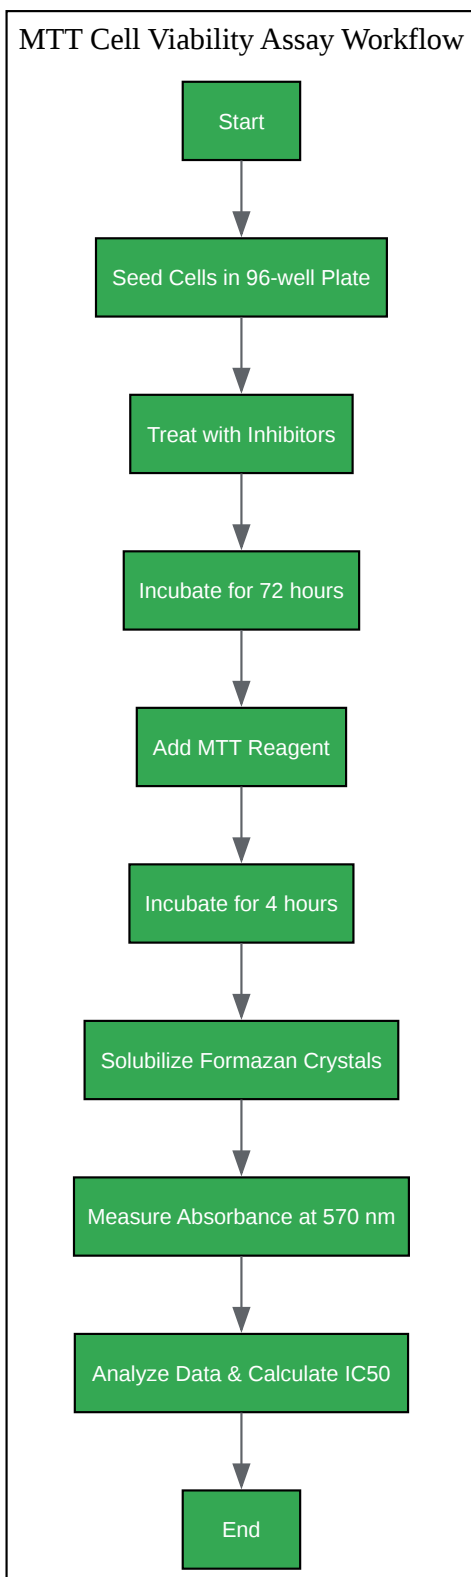 MTT Cell Viability Assay Workflow
Start
Seed Cells in 96-well Plate
Treat with Inhibitors
Incubate for 72 hours
Add MTT Reagent
Incubate for 4 hours
Solubilize Formazan Crystals
Measure Absorbance at 570 nm
Analyze Data & Calculate IC50
End